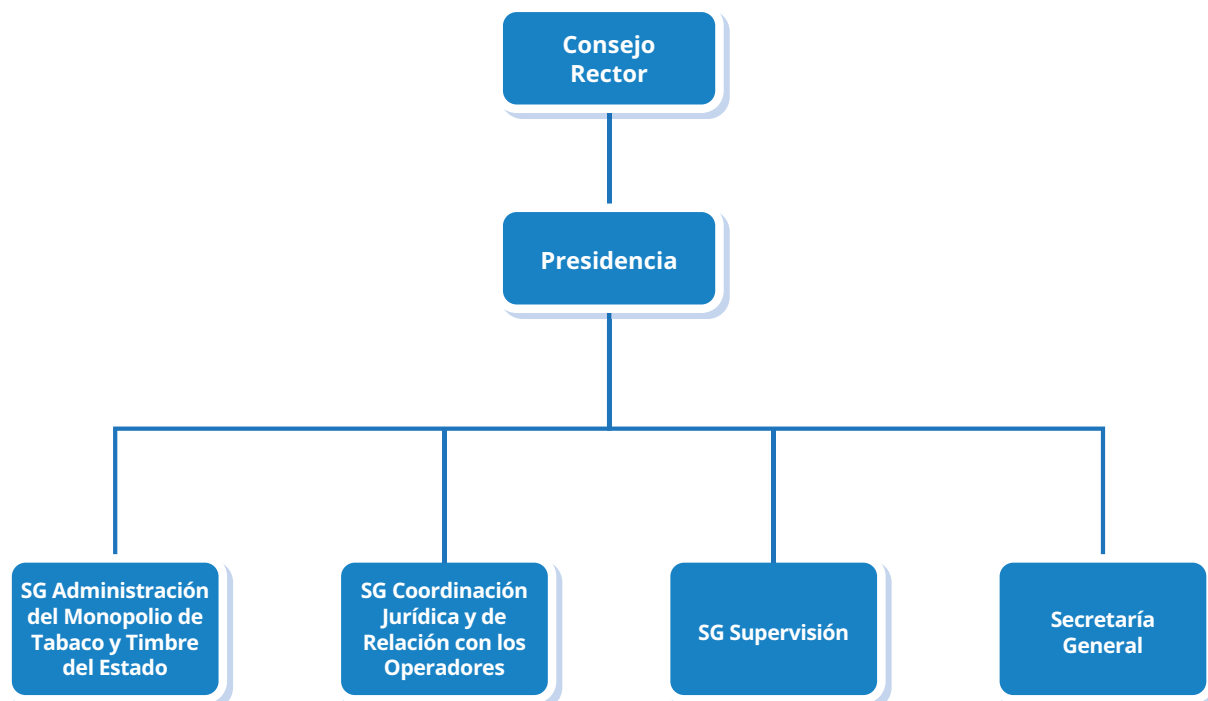 Consejo
Rector
Presidencia
SG Administración
del Monopolio de
Tabaco y Timbre
del Estado
SG Coordinación
Jurídica y de
Relación con los
Operadores
SG Supervisión
Secretaría
General